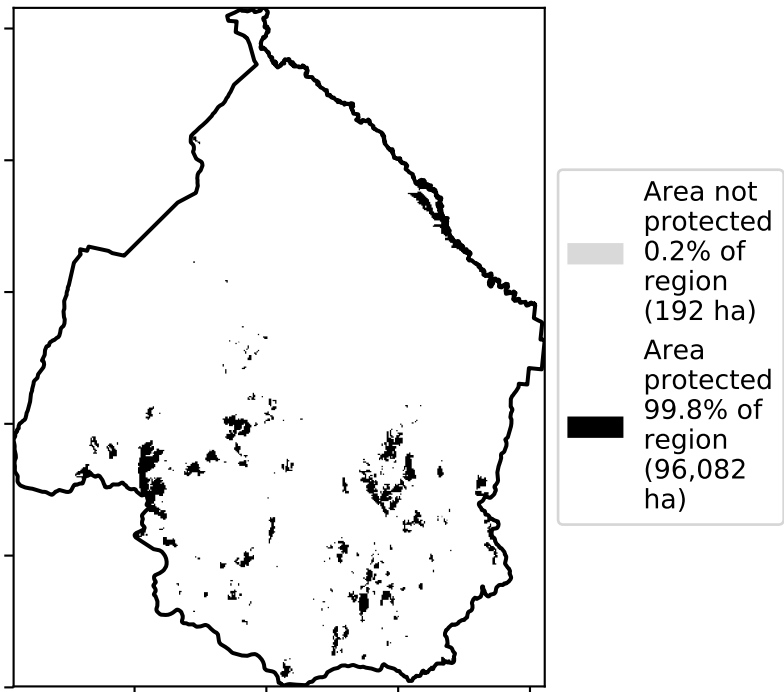 Area not
protected
0.2% of
region
(192 ha)
Area
protected
99.8% of
region
(96,082
ha)